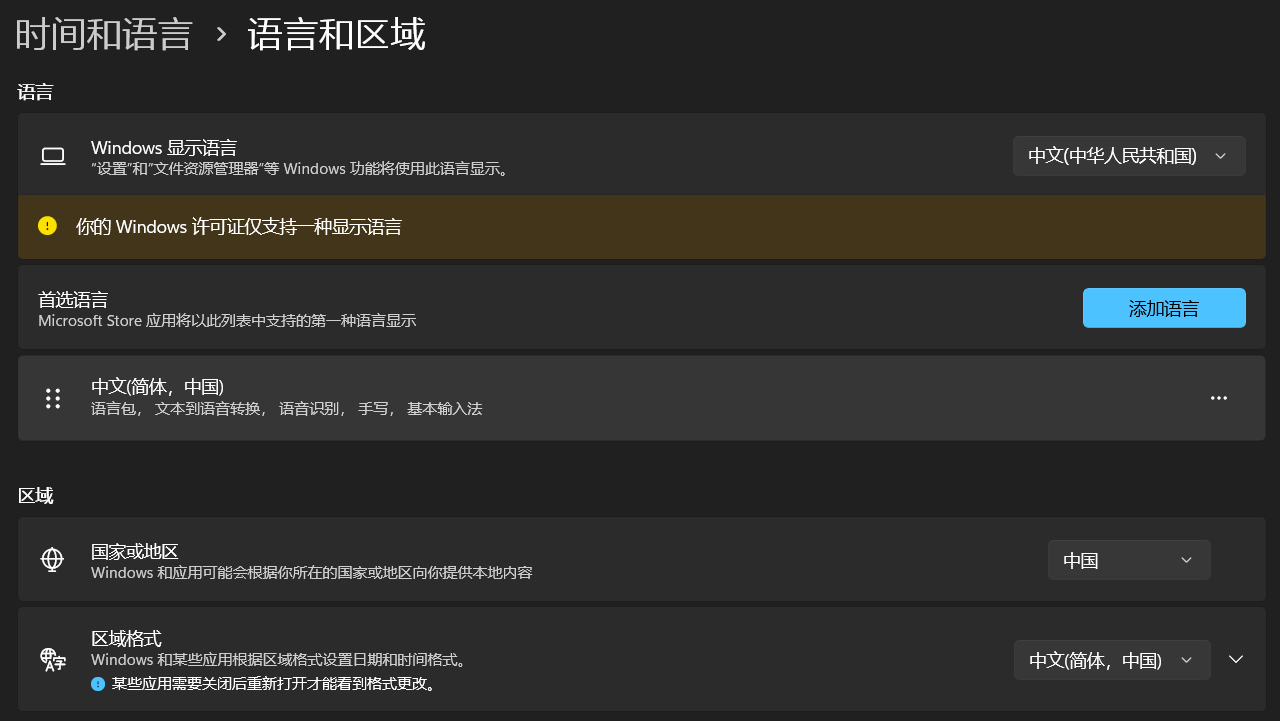 时间和语言 › 语言和区域
语言
Windows 显示语言
"设置"和"文件资源管理器"等 Windows 功能将使用此语言显示。
中文(中华人民共和国)
你的 Windows 许可证仅支持一种显示语言
首选语言
Microsoft Store 应用将以此列表中支持的第一种语言显示
添加语言
中文(简体，中国)
语言包， 文本到语音转换， 语音识别， 手写， 基本输入法
区域
国家或地区
Windows 和应用可能会根据你所在的国家或地区向你提供本地内容
中国
区域格式
Windows 和某些应用根据区域格式设置日期和时间格式。
某些应用需要关闭后重新打开才能看到格式更改。
中文(简体，中国)